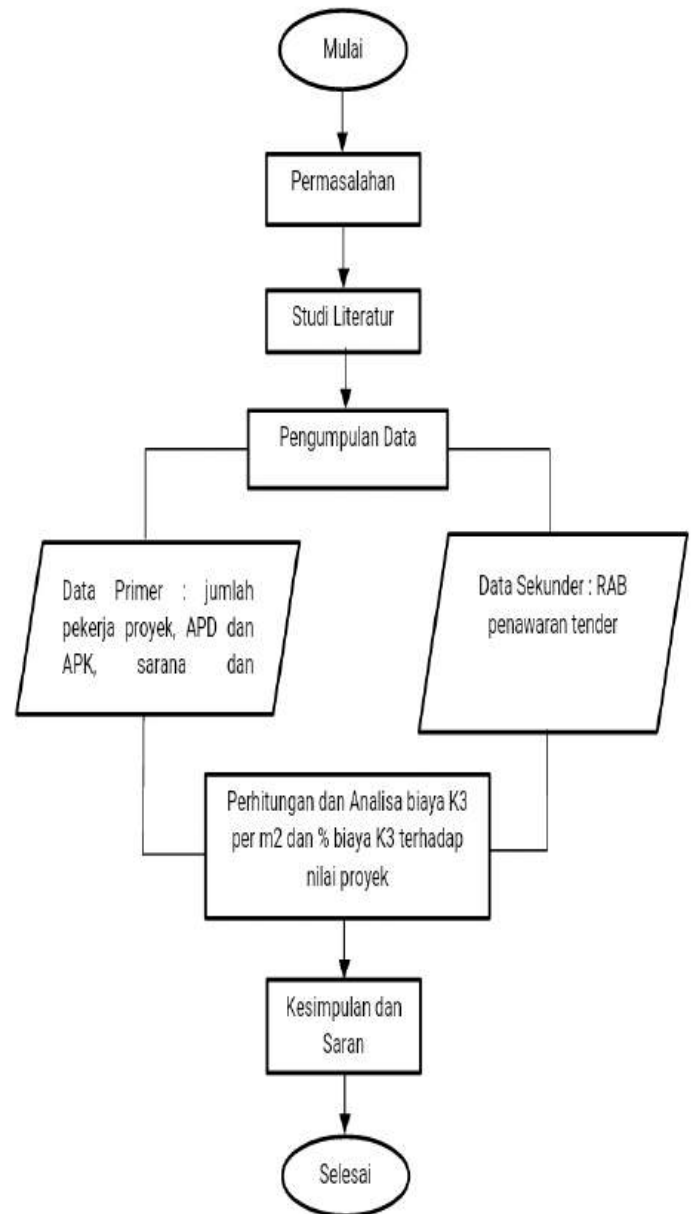 Mulai
Permasalahan
Studi Literatur
Pengumpulan Data
Data Primer : jumlah
pekerja proyek, APD dan
APK, sarana dan
Data Sekunder : RAB
penawaran tender
Perhitungan dan Analisa biaya K3
per m2 dan % biaya K3 terhadap
nilai proyek
Kesimpulan dan
Saran
Selesai